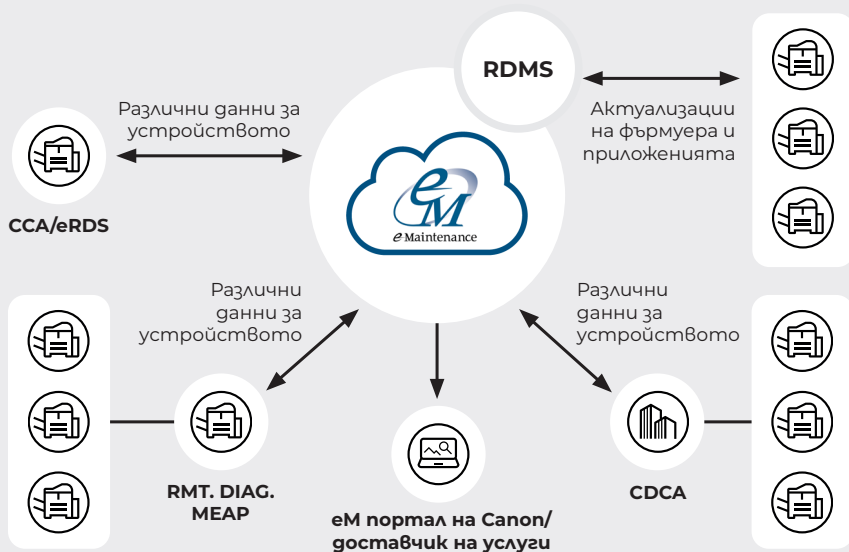 RDMS
Различни данни за
устройството
Актуализации
на фърмуера и
приложенията
CCA/eRDS
eM
e-Maintenance
Различни
данни за
устройството
Различни
данни за
устройството
RMT. DIAG.
MEAP
eM портал на Canon/
доставчик на услуги
CDCA